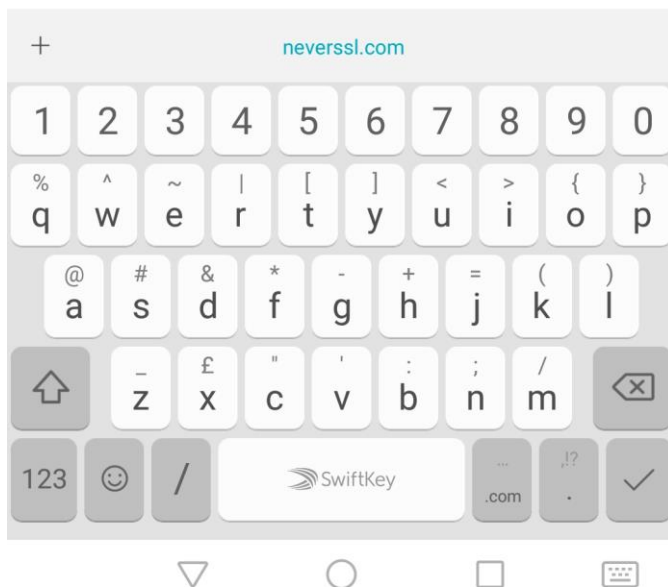 + neverssl.com
1 2 3 4 5 6 7 8 9 0
% ^ ~ | [ ] < > { }
q w e r t y u i o p
@ # & * - + = ( )
a s d f g h j k l
_ £ " ' : ; /
z x c v b n m
... ,!?
123 / SwiftKey .com .